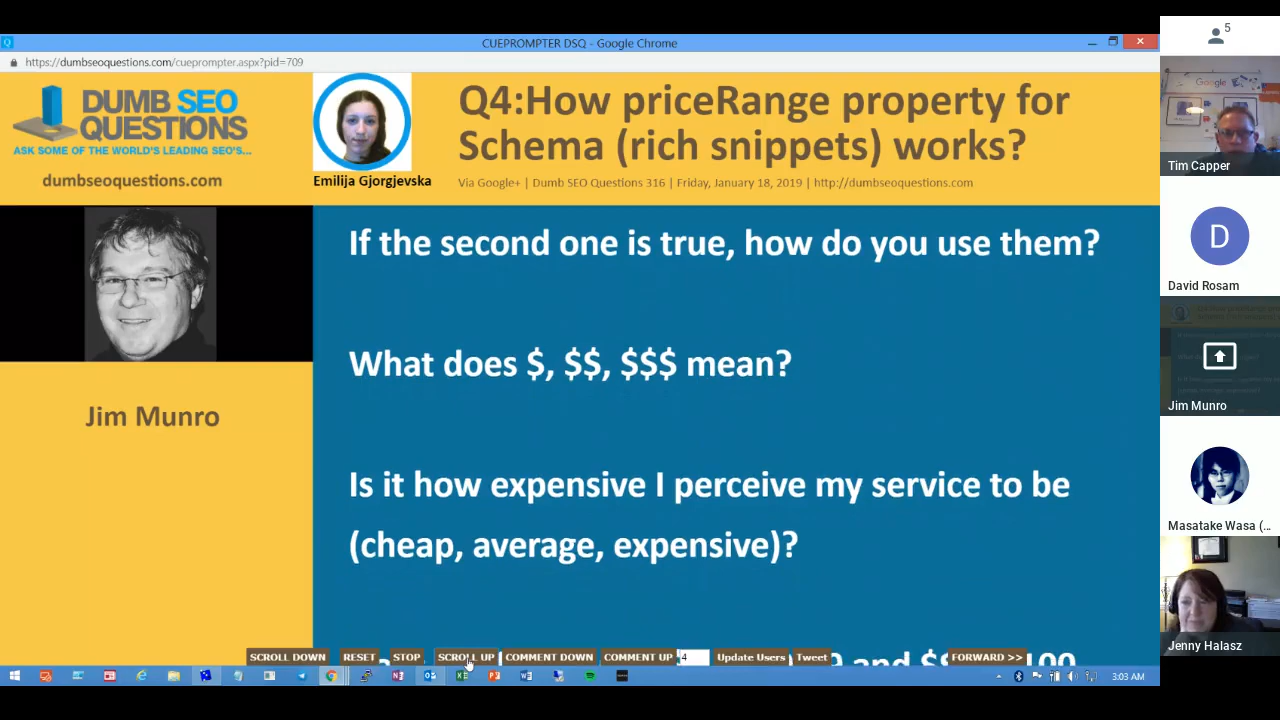 CUEPROMPTER DSQ - Google Chrome
https://dumbseoquestions.com/cueprompter.aspx?pid=709
DUMB SEO
QUESTIONS
ASK SOME OF THE WORLD'S LEADING SEO'S...
dumbseoquestions.com
Emilija Gjorgjevska
Q4:How priceRange property for
Schema (rich snippets) works?
Via Google+ | Dumb SEO Questions 316 | Friday, January 18, 2019 | http://dumbseoquestions.com
Jim Munro
If the second one is true, how do you use them?
What does $, $$, $$$ mean?
Is it how expensive I perceive my service to be
(cheap, average, expensive)?
SCROLL DOWN RESET STOP SCROLL UP COMMENT DOWN COMMENT UP 4 Update Users Tweet FORWARD >>
3:03 AM
5
Google
Tim Capper
D
David Rosam
Jim Munro
Masatake Wasa (...
Jenny Halasz